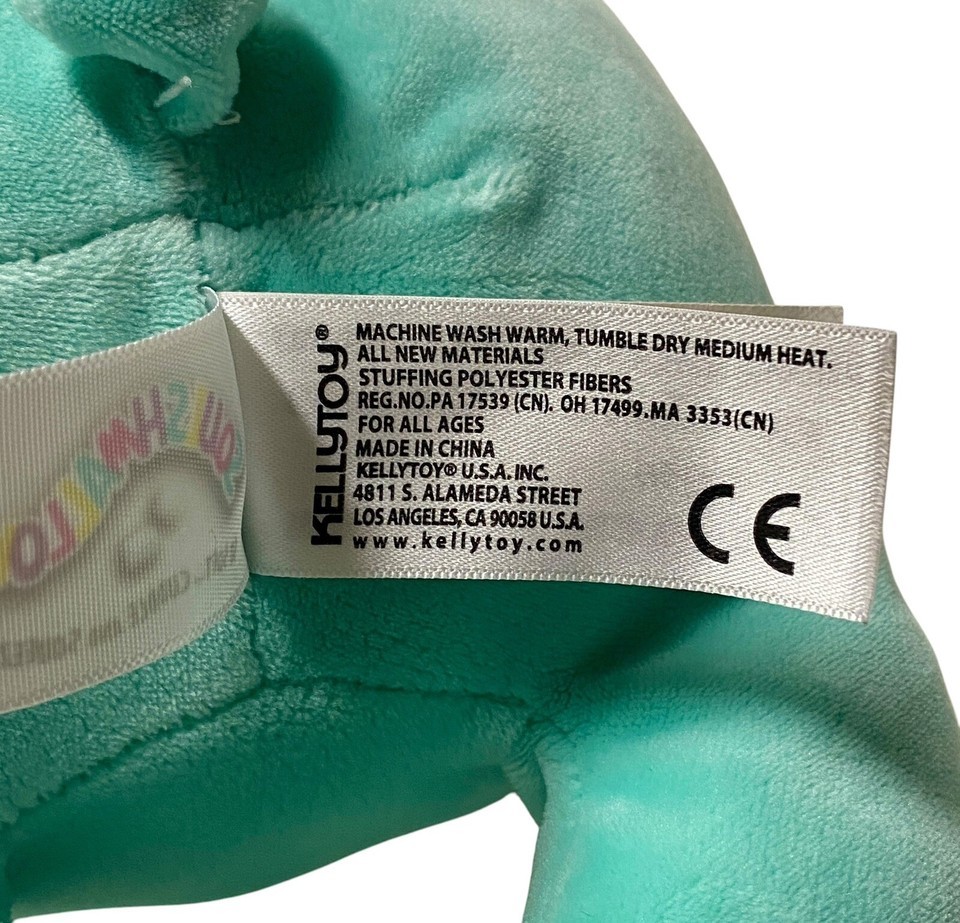 KELLYTOY®
MACHINE WASH WARM, TUMBLE DRY MEDIUM HEAT.
ALL NEW MATERIALS
STUFFING POLYESTER FIBERS
REG.NO.PA 17539 (CN). OH 17499.MA 3353(CN)
FOR ALL AGES
MADE IN CHINA
KELLYTOY® U.S.A. INC.
4811 S. ALAMEDA STREET
LOS ANGELES, CA 90058 U.S.A.
www.kellytoy.com
CE